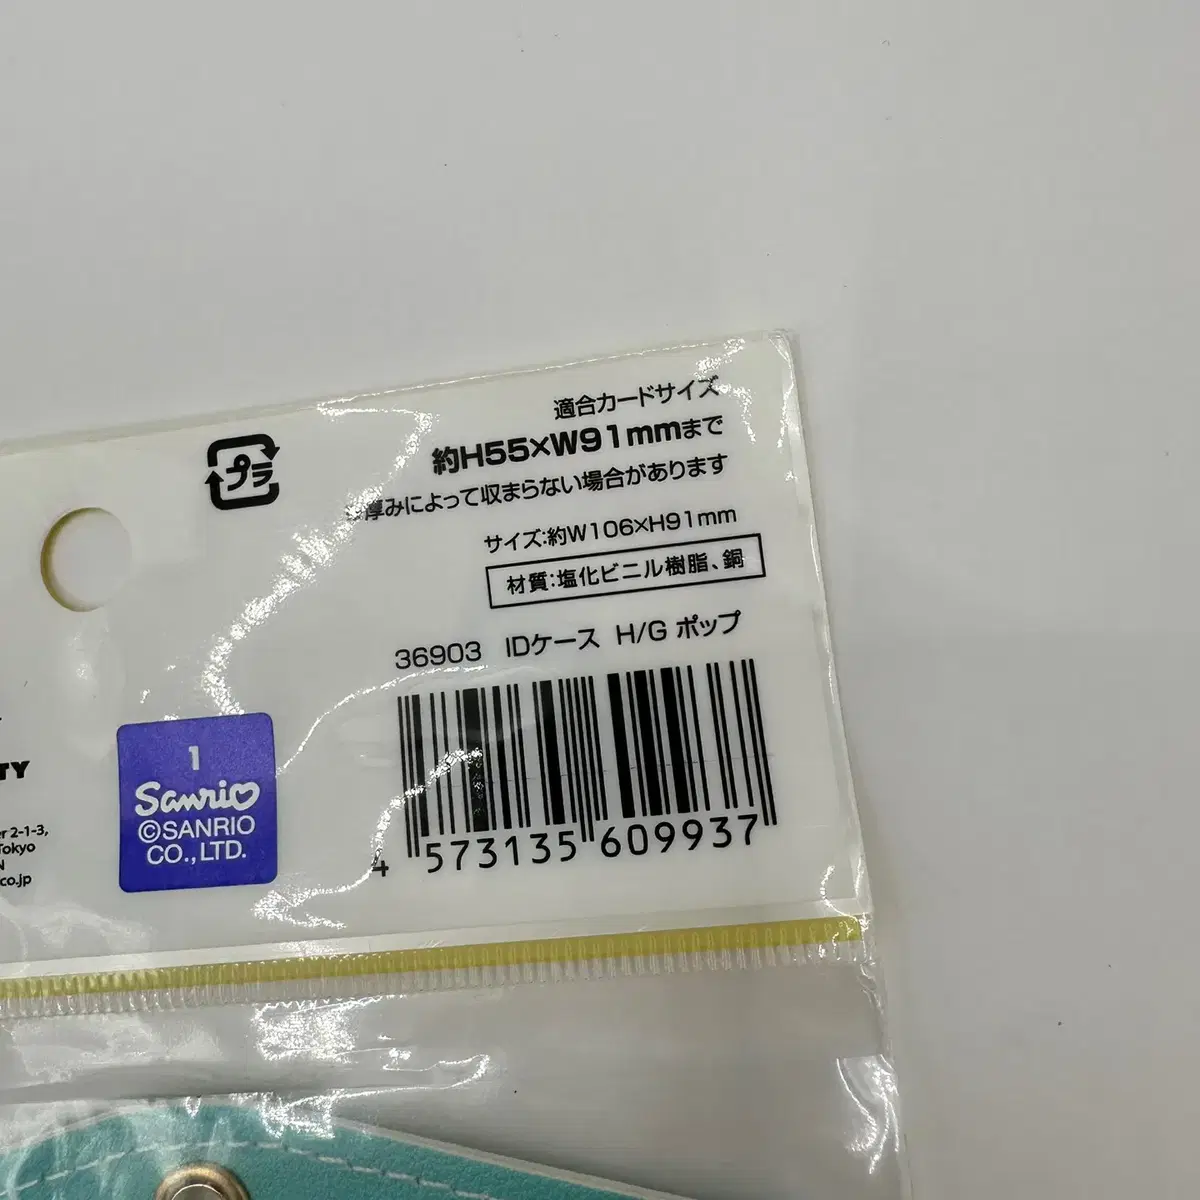 適合カードサイズ
約H55×W91mmまで
厚みによって収まらない場合があります
サイズ:約W106×H91mm
材質:塩化ビニル樹脂、銅
36903 IDケース H/G ポップ
4 573135 609937
プラ
1
Sanrio
©SANRIO
CO.,LTD.
TY
er 2-1-3,
Tokyo
N
co.jp